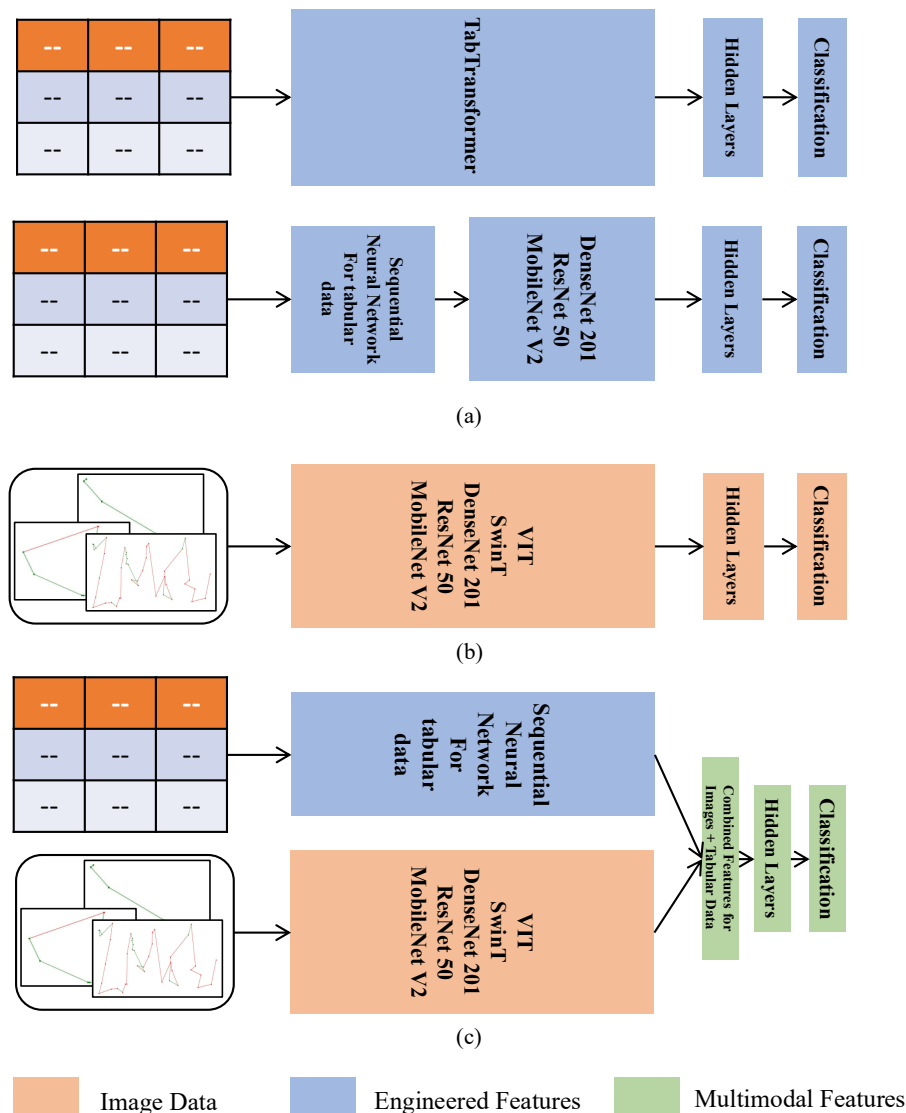 -- -- --
-- -- --
-- -- --
TabTransformer
Hidden Layers
Classification
-- -- --
-- -- --
-- -- --
Sequential
Neural Network
For tabular
data
DenseNet 201
ResNet 50
MobileNet V2
Hidden Layers
Classification
(a)
VIT
SwinT
DenseNet 201
ResNet 50
MobileNet V2
Hidden Layers
Classification
(b)
-- -- --
-- -- --
-- -- --
Sequential
Neural
Network
For
tabular
data
VIT
SwinT
DenseNet 201
ResNet 50
MobileNet V2
Combined Features for
Images + Tabular Data
Hidden Layers
Classification
(c)
Image Data
Engineered Features
Multimodal Features